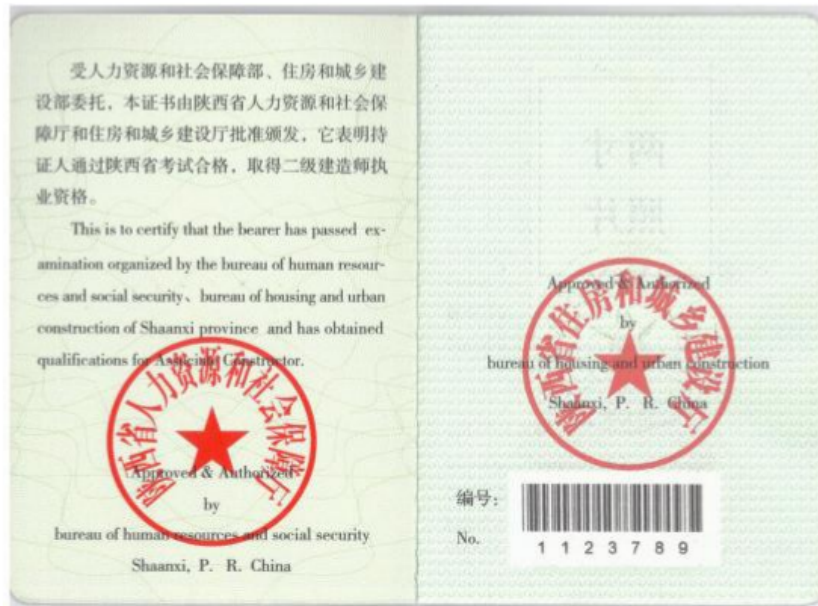 受人力资源和社会保障部、住房和城乡建
设部委托，本证书由陕西省人力资源和社会保
障厅和住房和城乡建设厅批准颁发，它表明持
证人通过陕西省考试合格，取得二级建造师执
业资格。
This is to certify that the bearer has passed ex-
amination organized by the bureau of human resour-
ces and social security、bureau of housing and urban
construction of Shaanxi province and has obtained
qualifications for Associate Constructor.
陕西省人力资源和社会保障厅
Approved & Authorized
by
bureau of human resources and social security
Shaanxi, P. R. China
两寸
照片
陕西省住房和城乡建设厅
Approved & Authorized
by
bureau of housing and urban construction
Shaanxi, P. R. China
编号：
No.
1123789